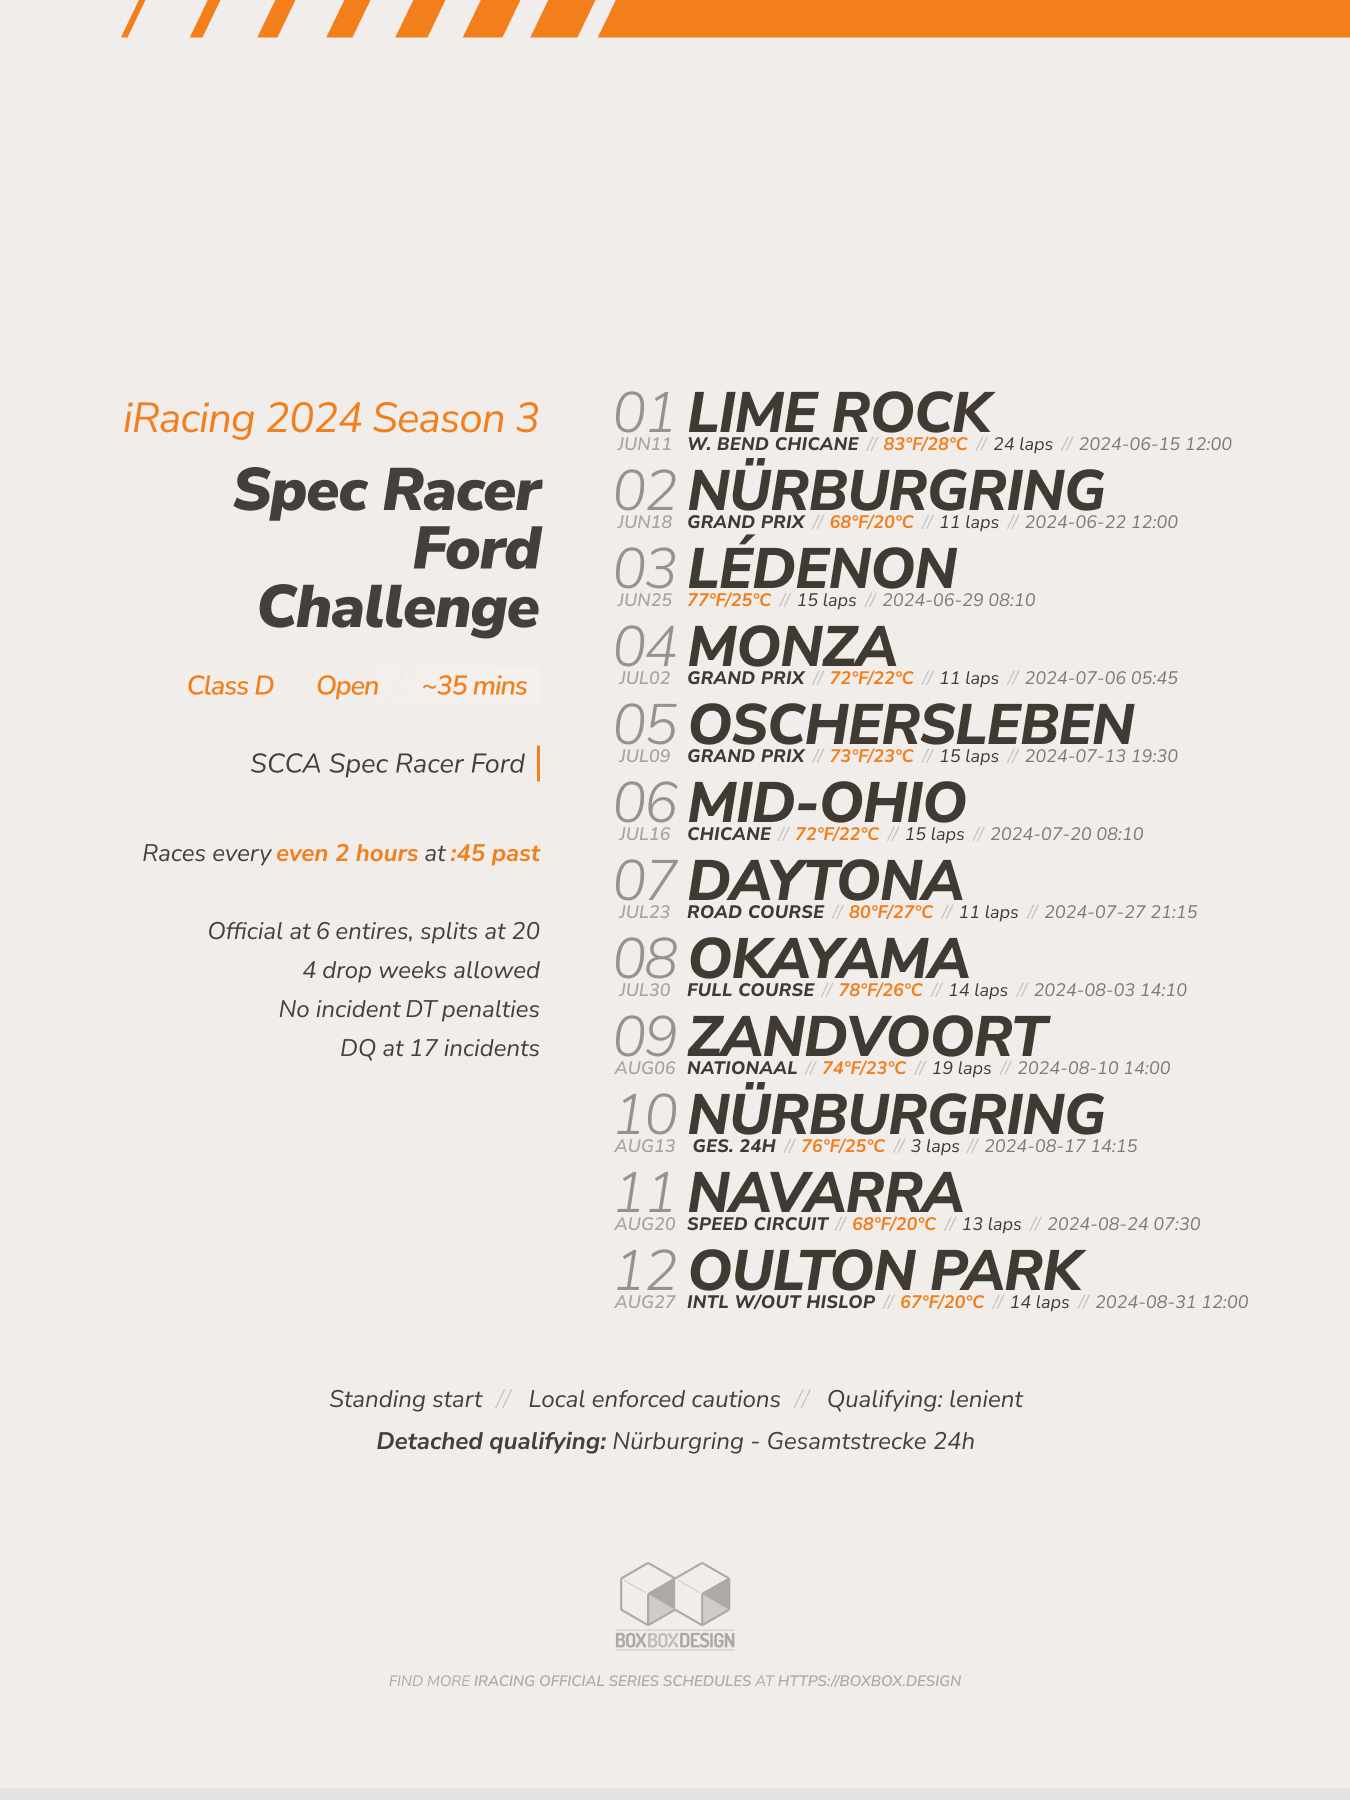 iRacing 2024 Season 3
Spec Racer
Ford
Challenge
Class D Open ~35 mins
SCCA Spec Racer Ford
Races every even 2 hours at :45 past
Official at 6 entires, splits at 20
4 drop weeks allowed
No incident DT penalties
DQ at 17 incidents
01 LIME ROCK
JUN11 W. BEND CHICANE // 83°F/28°C // 24 laps // 2024-06-15 12:00
02 NÜRBURGRING
JUN18 GRAND PRIX // 68°F/20°C // 11 laps // 2024-06-22 12:00
03 LÉDENON
JUN25 77°F/25°C // 15 laps // 2024-06-29 08:10
04 MONZA
JUL02 GRAND PRIX // 72°F/22°C // 11 laps // 2024-07-06 05:45
05 OSCHERSLEBEN
JUL09 GRAND PRIX // 73°F/23°C // 15 laps // 2024-07-13 19:30
06 MID-OHIO
JUL16 CHICANE // 72°F/22°C // 15 laps // 2024-07-20 08:10
07 DAYTONA
JUL23 ROAD COURSE // 80°F/27°C // 11 laps // 2024-07-27 21:15
08 OKAYAMA
JUL30 FULL COURSE // 78°F/26°C // 14 laps // 2024-08-03 14:10
09 ZANDVOORT
AUG06 NATIONAAL // 74°F/23°C // 19 laps // 2024-08-10 14:00
10 NÜRBURGRING
AUG13 GES. 24H // 76°F/25°C // 3 laps // 2024-08-17 14:15
11 NAVARRA
AUG20 SPEED CIRCUIT // 68°F/20°C // 13 laps // 2024-08-24 07:30
12 OULTON PARK
AUG27 INTL W/OUT HISLOP // 67°F/20°C // 14 laps // 2024-08-31 12:00
Standing start // Local enforced cautions // Qualifying: lenient
Detached qualifying: Nürburgring - Gesamtstrecke 24h
BOXBOXDESIGN
FIND MORE IRACING OFFICIAL SERIES SCHEDULES AT HTTPS://BOXBOX.DESIGN